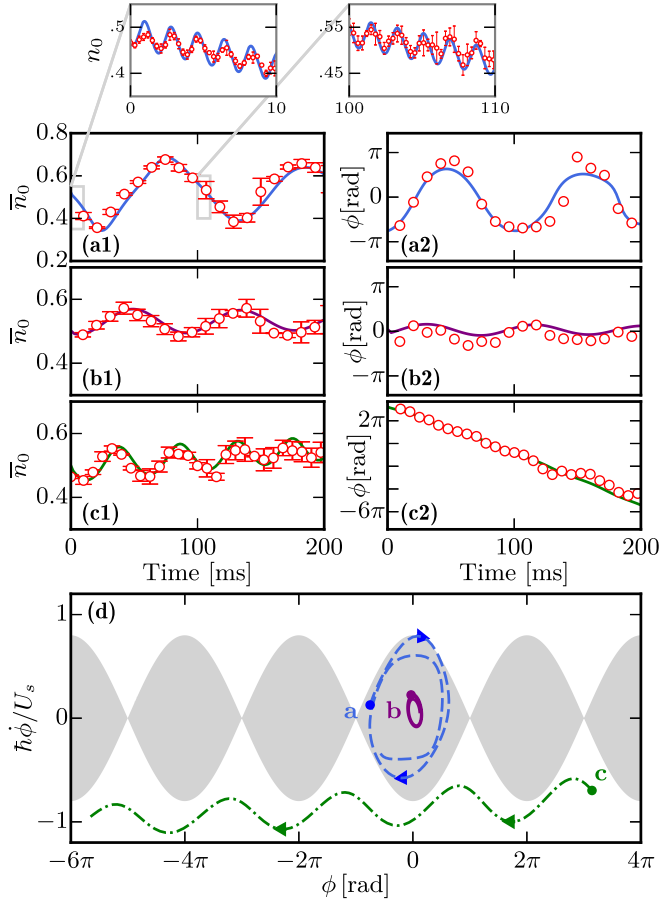 n₀
.5
.4
0
10
.55
.45
100
110
n̅₀
0.8
0.6
0.4
0.2
(a1)
ϕ[rad]
π
0
−π
(a2)
n̅₀
0.6
0.4
(b1)
ϕ[rad]
π
0
−π
(b2)
n̅₀
0.6
0.4
(c1)
0
100
200
Time [ms]
ϕ[rad]
2π
−6π
(c2)
0
100
200
Time [ms]
(d)
ℏϕ̇/Uₛ
1
0
−1
a
b
c
−6π
−4π
−2π
0
2π
4π
ϕ [rad]